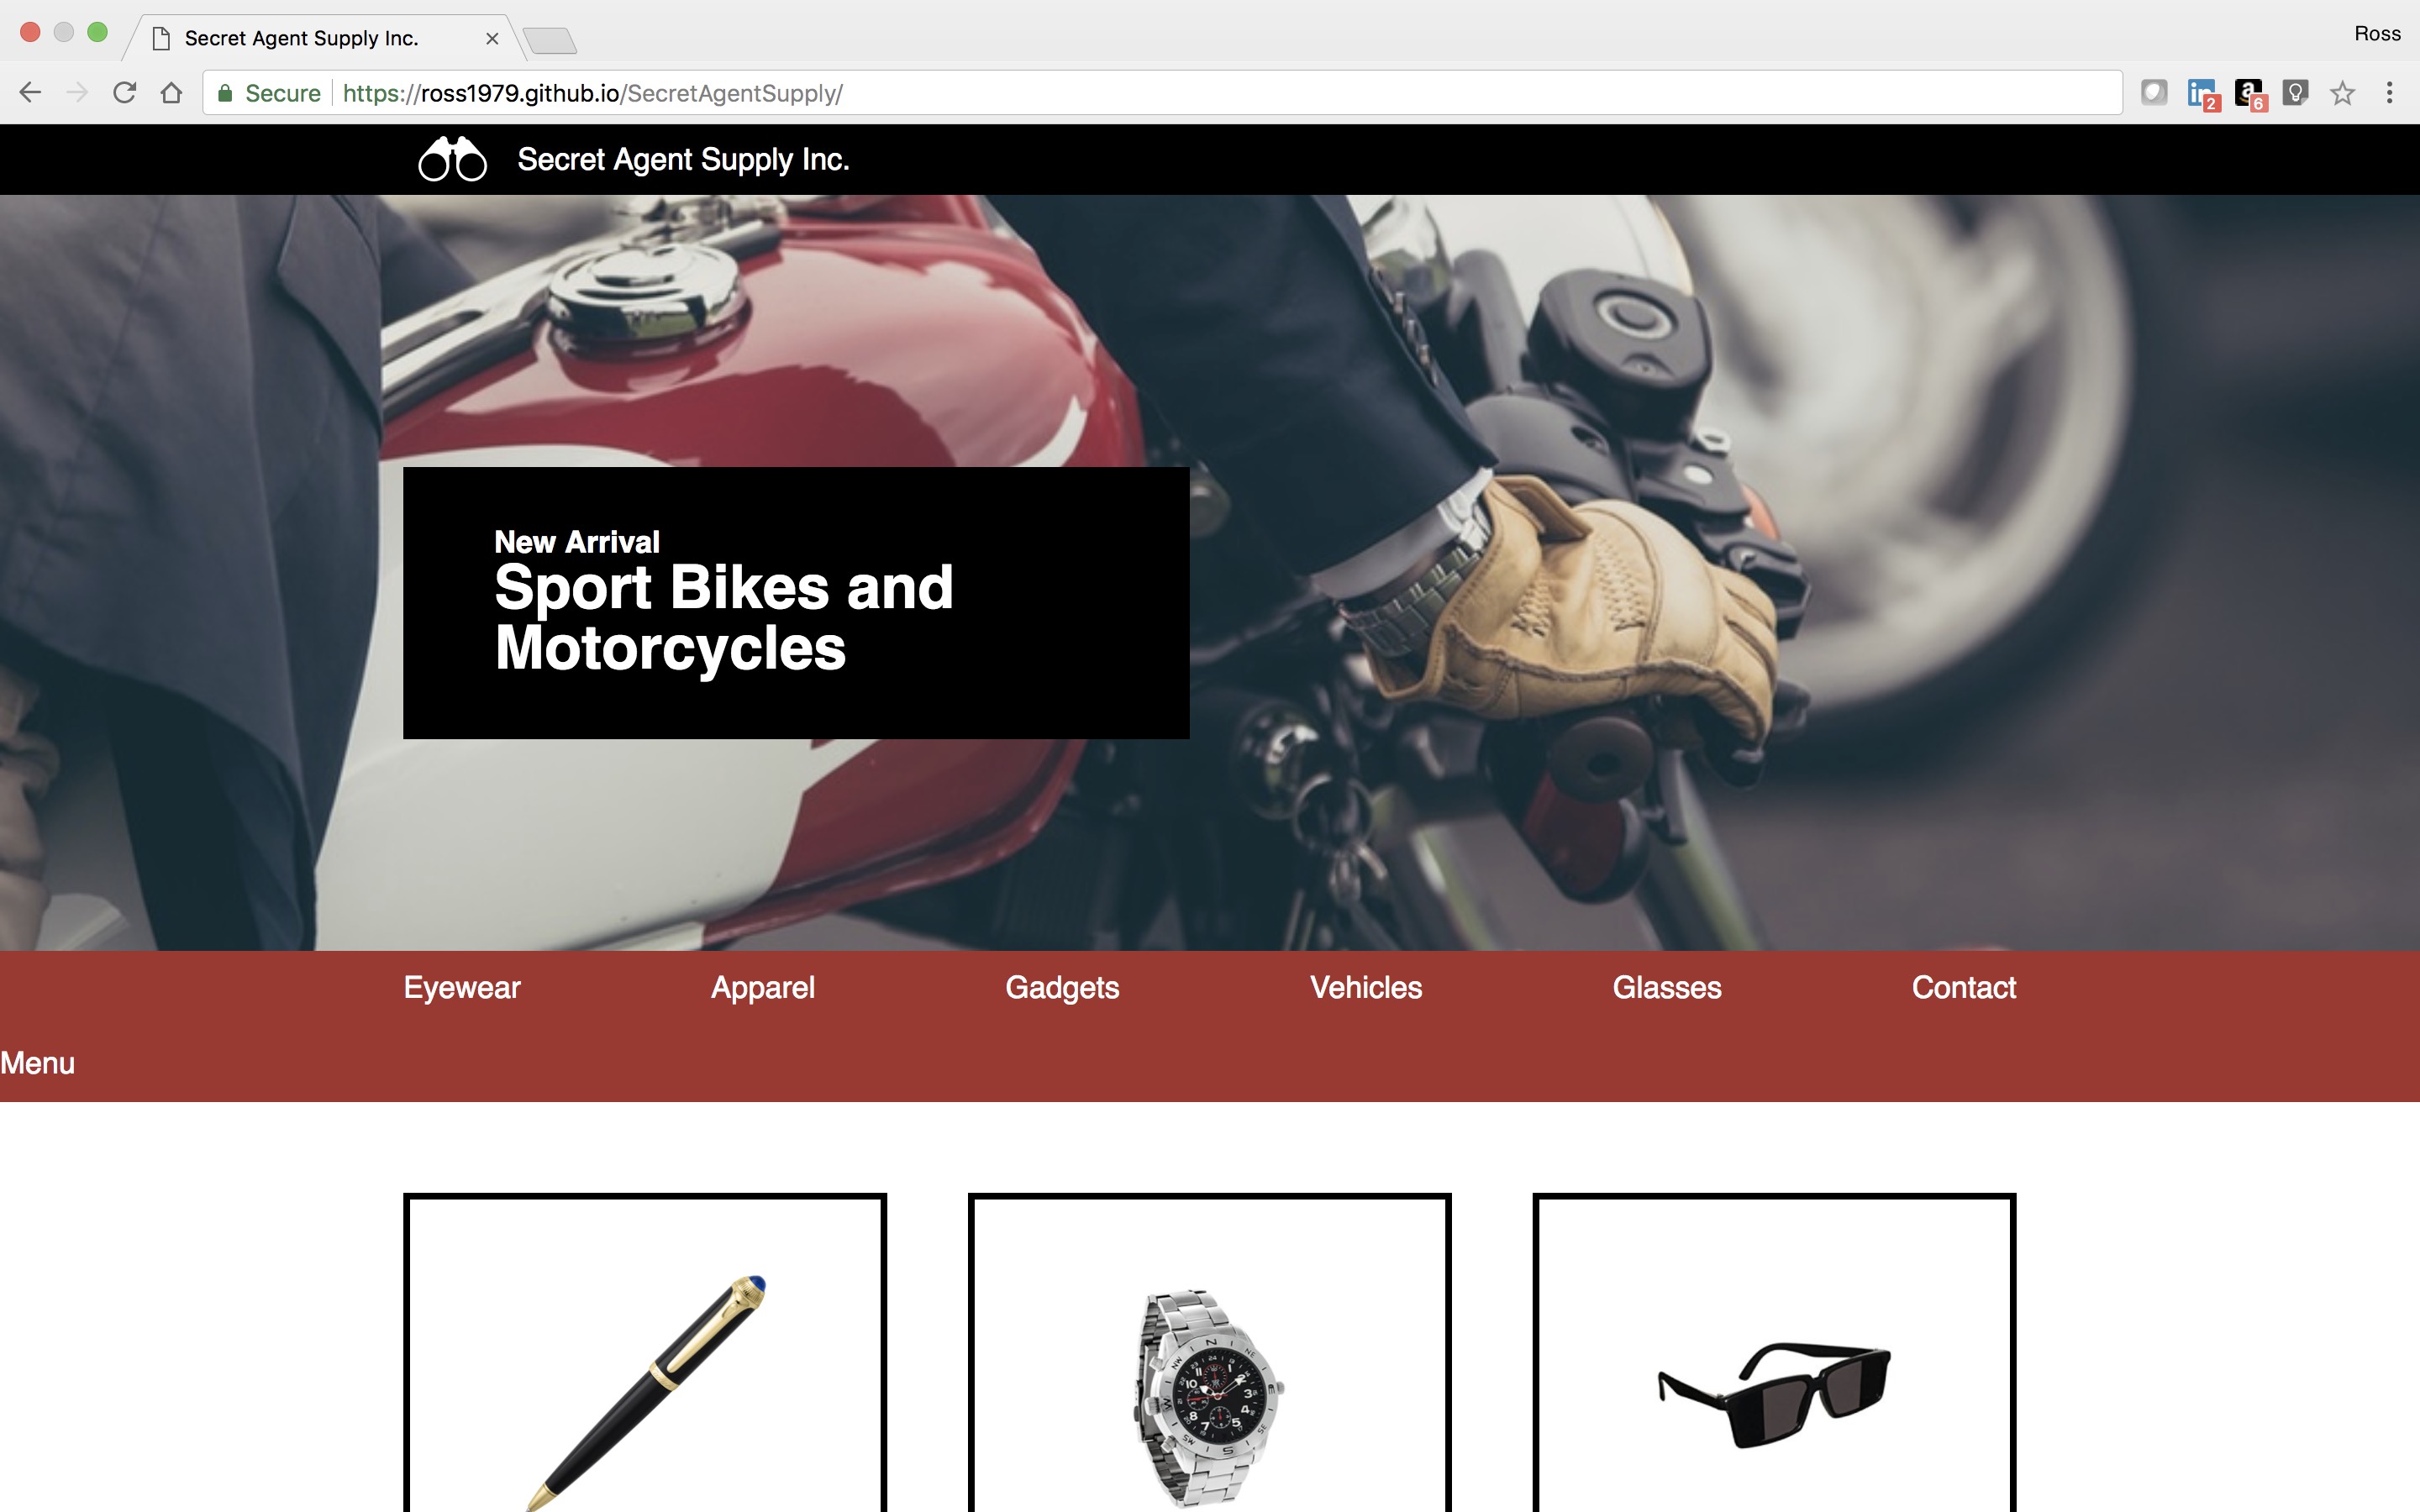 Secret Agent Supply Inc.
Ross
Secure
https://ross1979.github.io/SecretAgentSupply/
2
6
Secret Agent Supply Inc.
New Arrival
Sport Bikes and
Motorcycles
Eyewear Apparel Gadgets Vehicles Glasses Contact
Menu